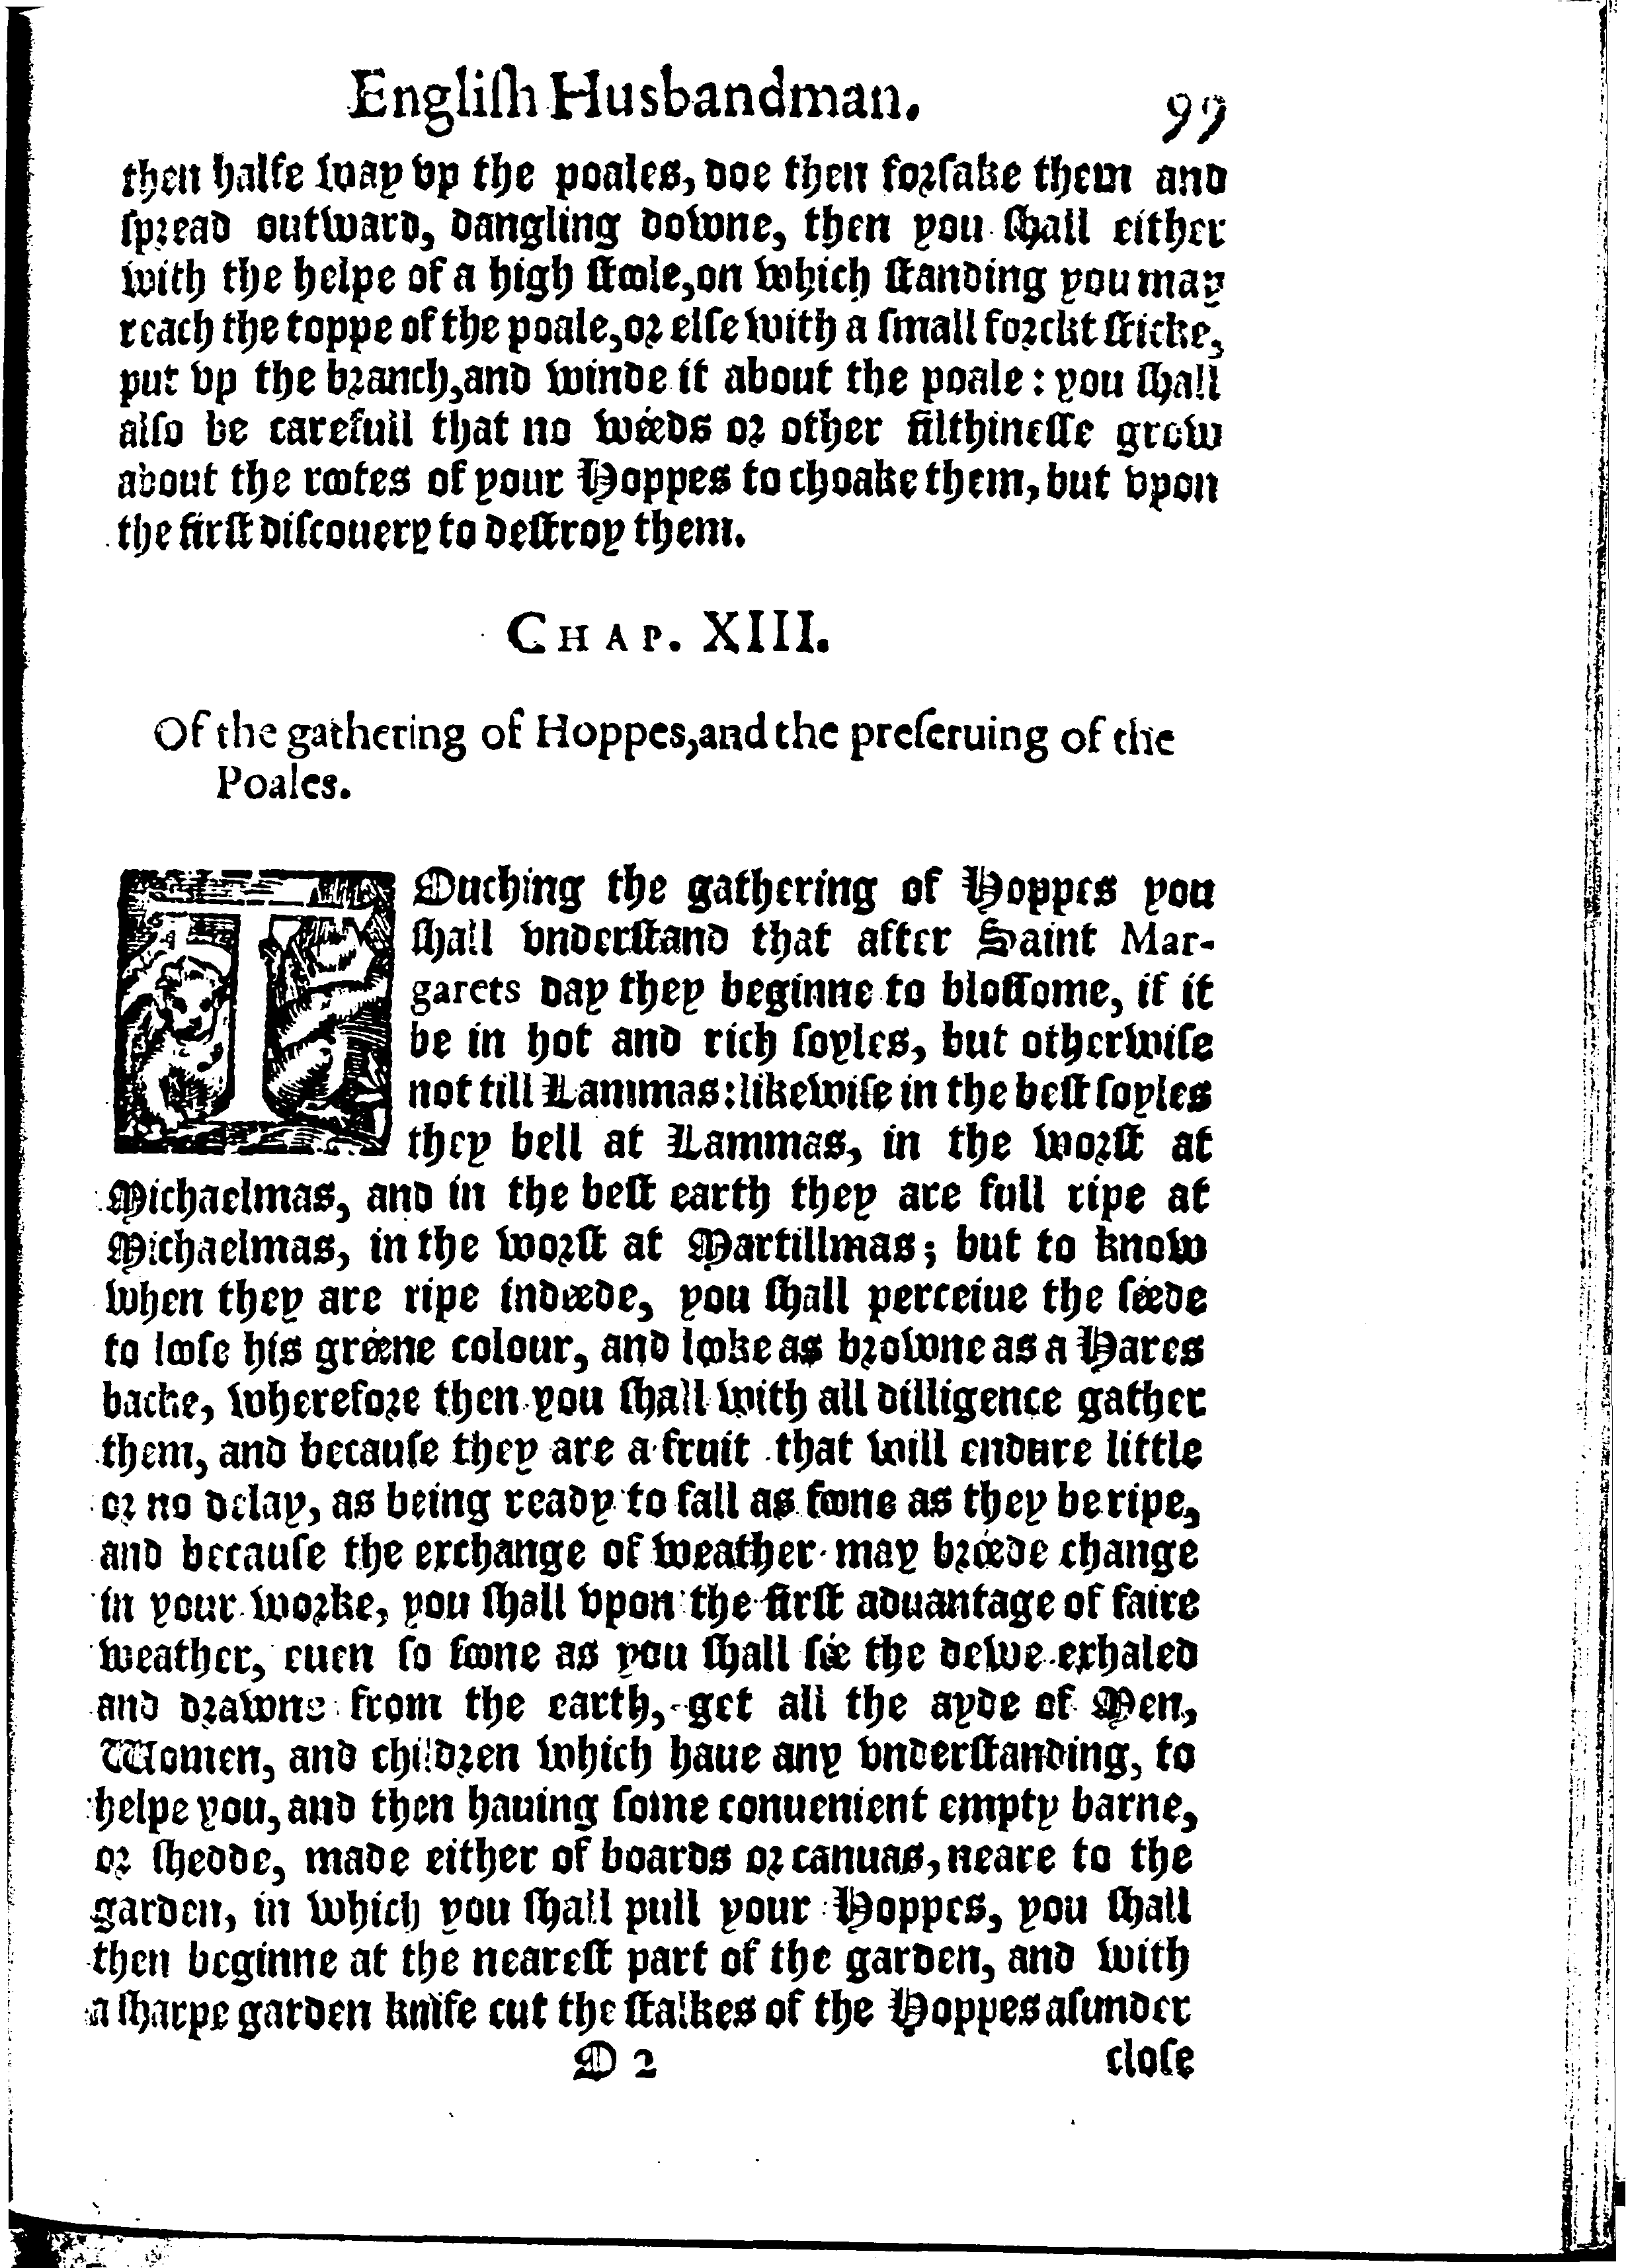 Engliſh Husbandman. 99
then halfe way vp the poales, doe then forſake them and
ſpread outward, dangling downe, then you ſhall either
with the helpe of a high ſtoole, on which ſtanding you may
reach the toppe of the poale, or elſe with a ſmall forckt ſticke,
put vp the branch, and winde it about the poale: you ſhall
alſo be carefull that no wéeds or other filthineſſe grow
about the rootes of your Hoppes to choake them, but vpon
the firſt diſcouery to deſtroy them.
CHAP. XIII.
Of the gathering of Hoppes, and the preſeruing of the
Poales.
TOuching the gathering of Hoppes you
ſhall vnderſtand that after Saint Mar-
garets day they beginne to bloſſome, if it
be in hot and rich ſoyles, but otherwiſe
not till Lammas: likewiſe in the beſt ſoyles
they bell at Lammas, in the worſt at
Michaelmas, and in the beſt earth they are full ripe at
Michaelmas, in the worſt at Martillmas; but to know
when they are ripe indéede, you ſhall perceiue the ſéede
to looſe his gréene colour, and looke as browne as a Hares
backe, wherefore then you ſhall with all dilligence gather
them, and becauſe they are a fruit that will endure little
or no delay, as being ready to fall as ſoone as they be ripe,
and becauſe the exchange of weather may bréede change
in your worke, you ſhall vpon the firſt aduantage of faire
weather, euen ſo ſoone as you ſhall ſée the dewe exhaled
and drawne from the earth, get all the ayde of Men,
Women, and children which haue any vnderſtanding, to
helpe you, and then hauing ſome conuenient empty barne,
or ſhedde, made either of boards or canuas, neare to the
garden, in which you ſhall pull your Hoppes, you ſhall
then beginne at the neareſt part of the garden, and with
a ſharpe garden knife cut the ſtalkes of the Hoppes aſunder
O 2 cloſe